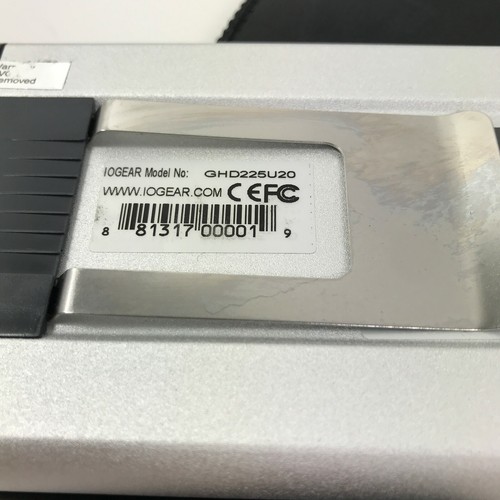 emoved
IOGEAR Model No: GHD225U20
WWW.IOGEAR.COM CE FC
8 81317 00001 9